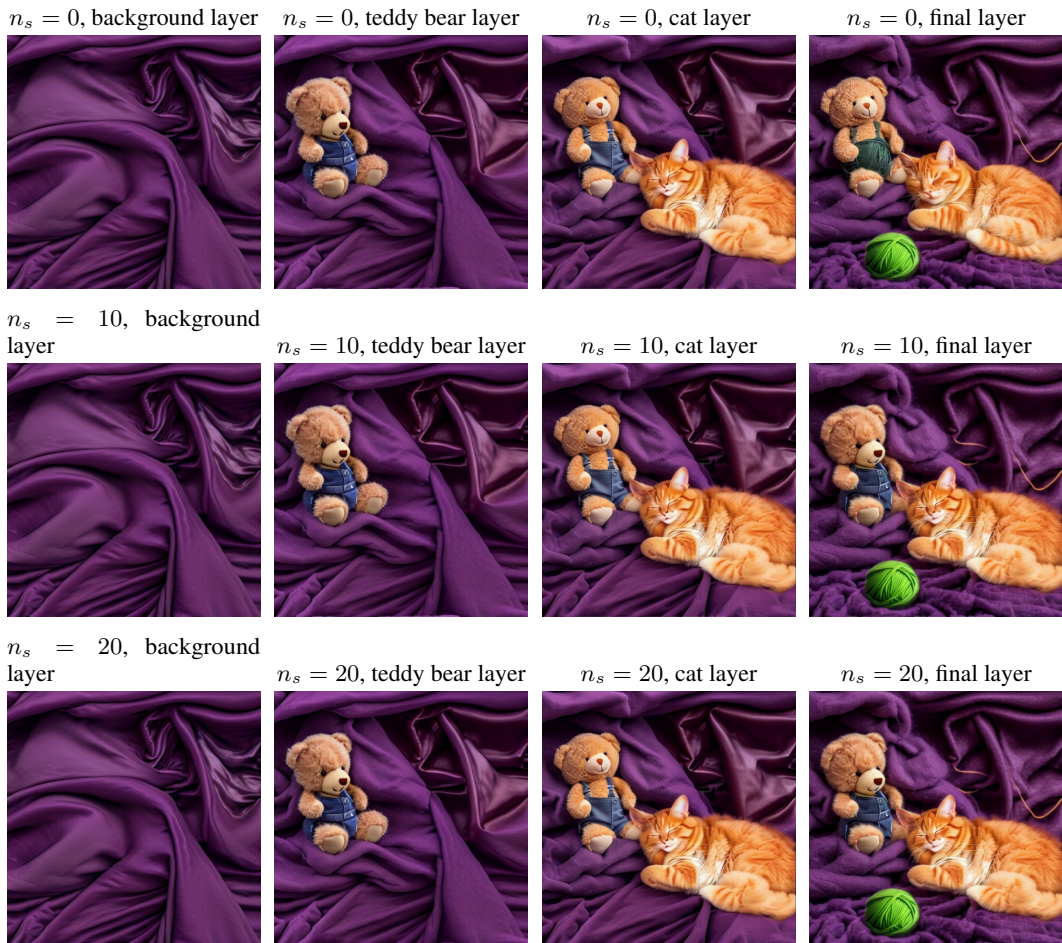 n_s = 0, background layer
n_s = 0, teddy bear layer
n_s = 0, cat layer
n_s = 0, final layer
n_s = 10, background
layer
n_s = 10, teddy bear layer
n_s = 10, cat layer
n_s = 10, final layer
n_s = 20, background
layer
n_s = 20, teddy bear layer
n_s = 20, cat layer
n_s = 20, final layer